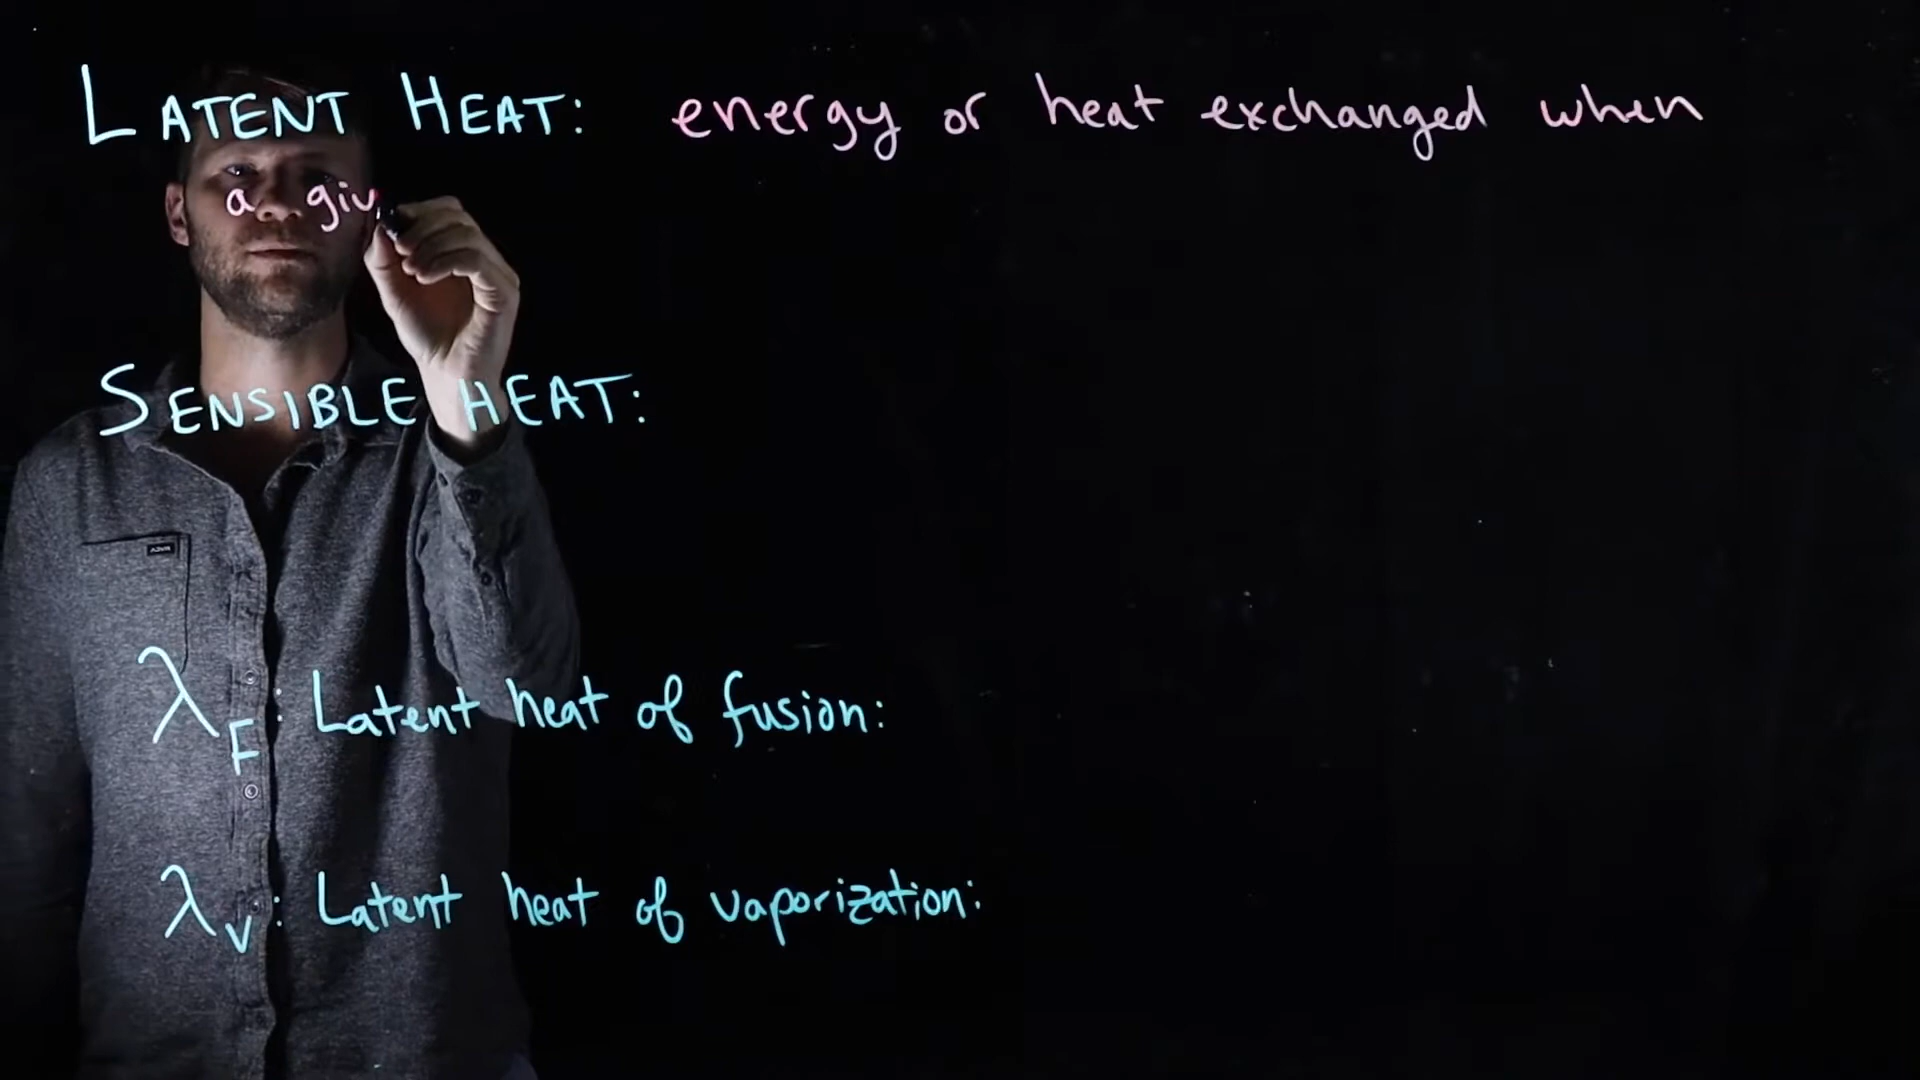 LATENT HEAT: energy or heat exchanged when
a giv
SENSIBLE HEAT:
λF: Latent heat of fusion:
λV: Latent heat of vaporization: